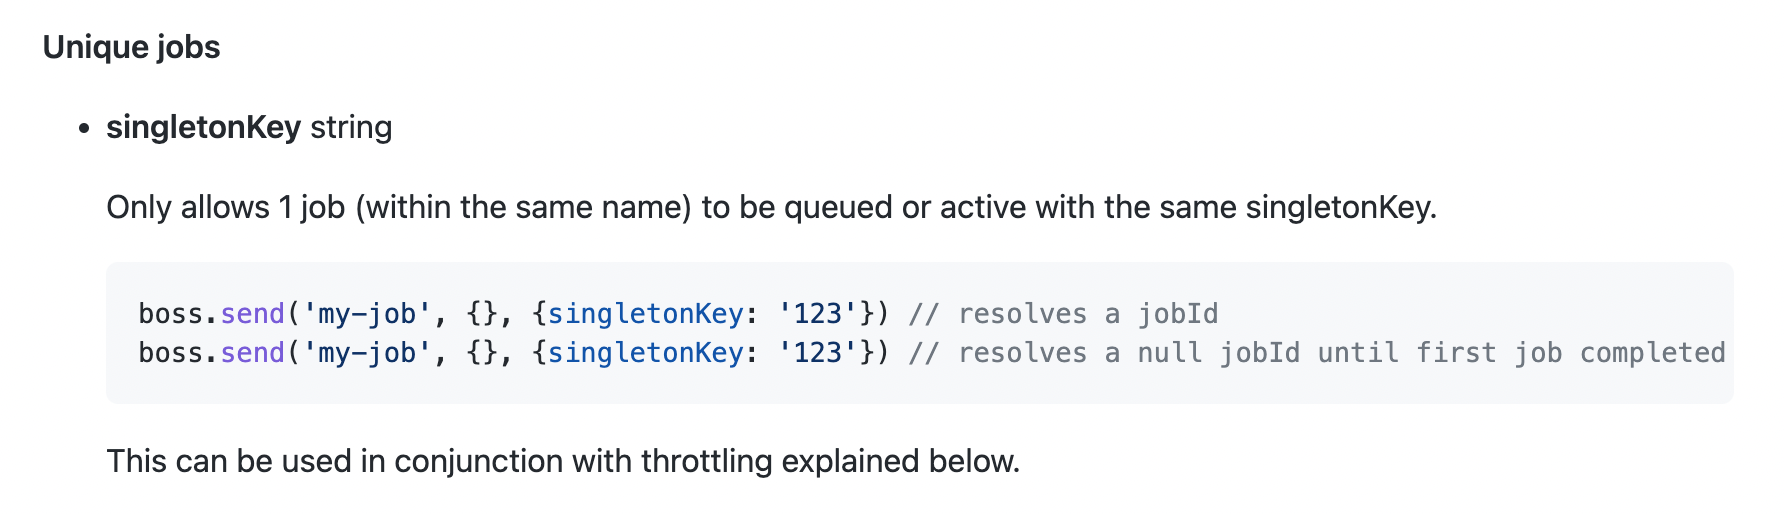 Unique jobs
• singletonKey string
Only allows 1 job (within the same name) to be queued or active with the same singletonKey.
boss.send('my-job', {}, {singletonKey: '123'}) // resolves a jobId
boss.send('my-job', {}, {singletonKey: '123'}) // resolves a null jobId until first job completed
This can be used in conjunction with throttling explained below.